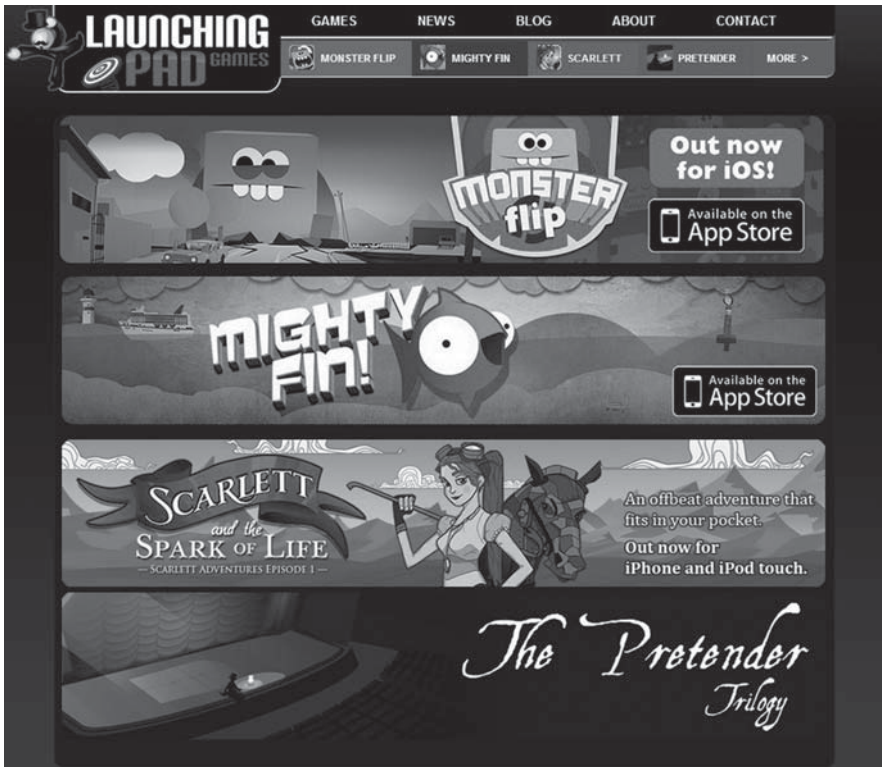 LAUNCHING
PAD GAMES
GAMES NEWS BLOG ABOUT CONTACT
MONSTER FLIP MIGHTY FIN SCARLETT PRETENDER MORE >
MONSTER
flip
Out now
for iOS!
Available on the
App Store
MIGHTY
FIN!
Available on the
App Store
SCARLETT
and the
SPARK OF LIFE
— SCARLETT ADVENTURES EPISODE 1 —
An offbeat adventure that
fits in your pocket.
Out now for
iPhone and iPod touch.
The Pretender
Trilogy